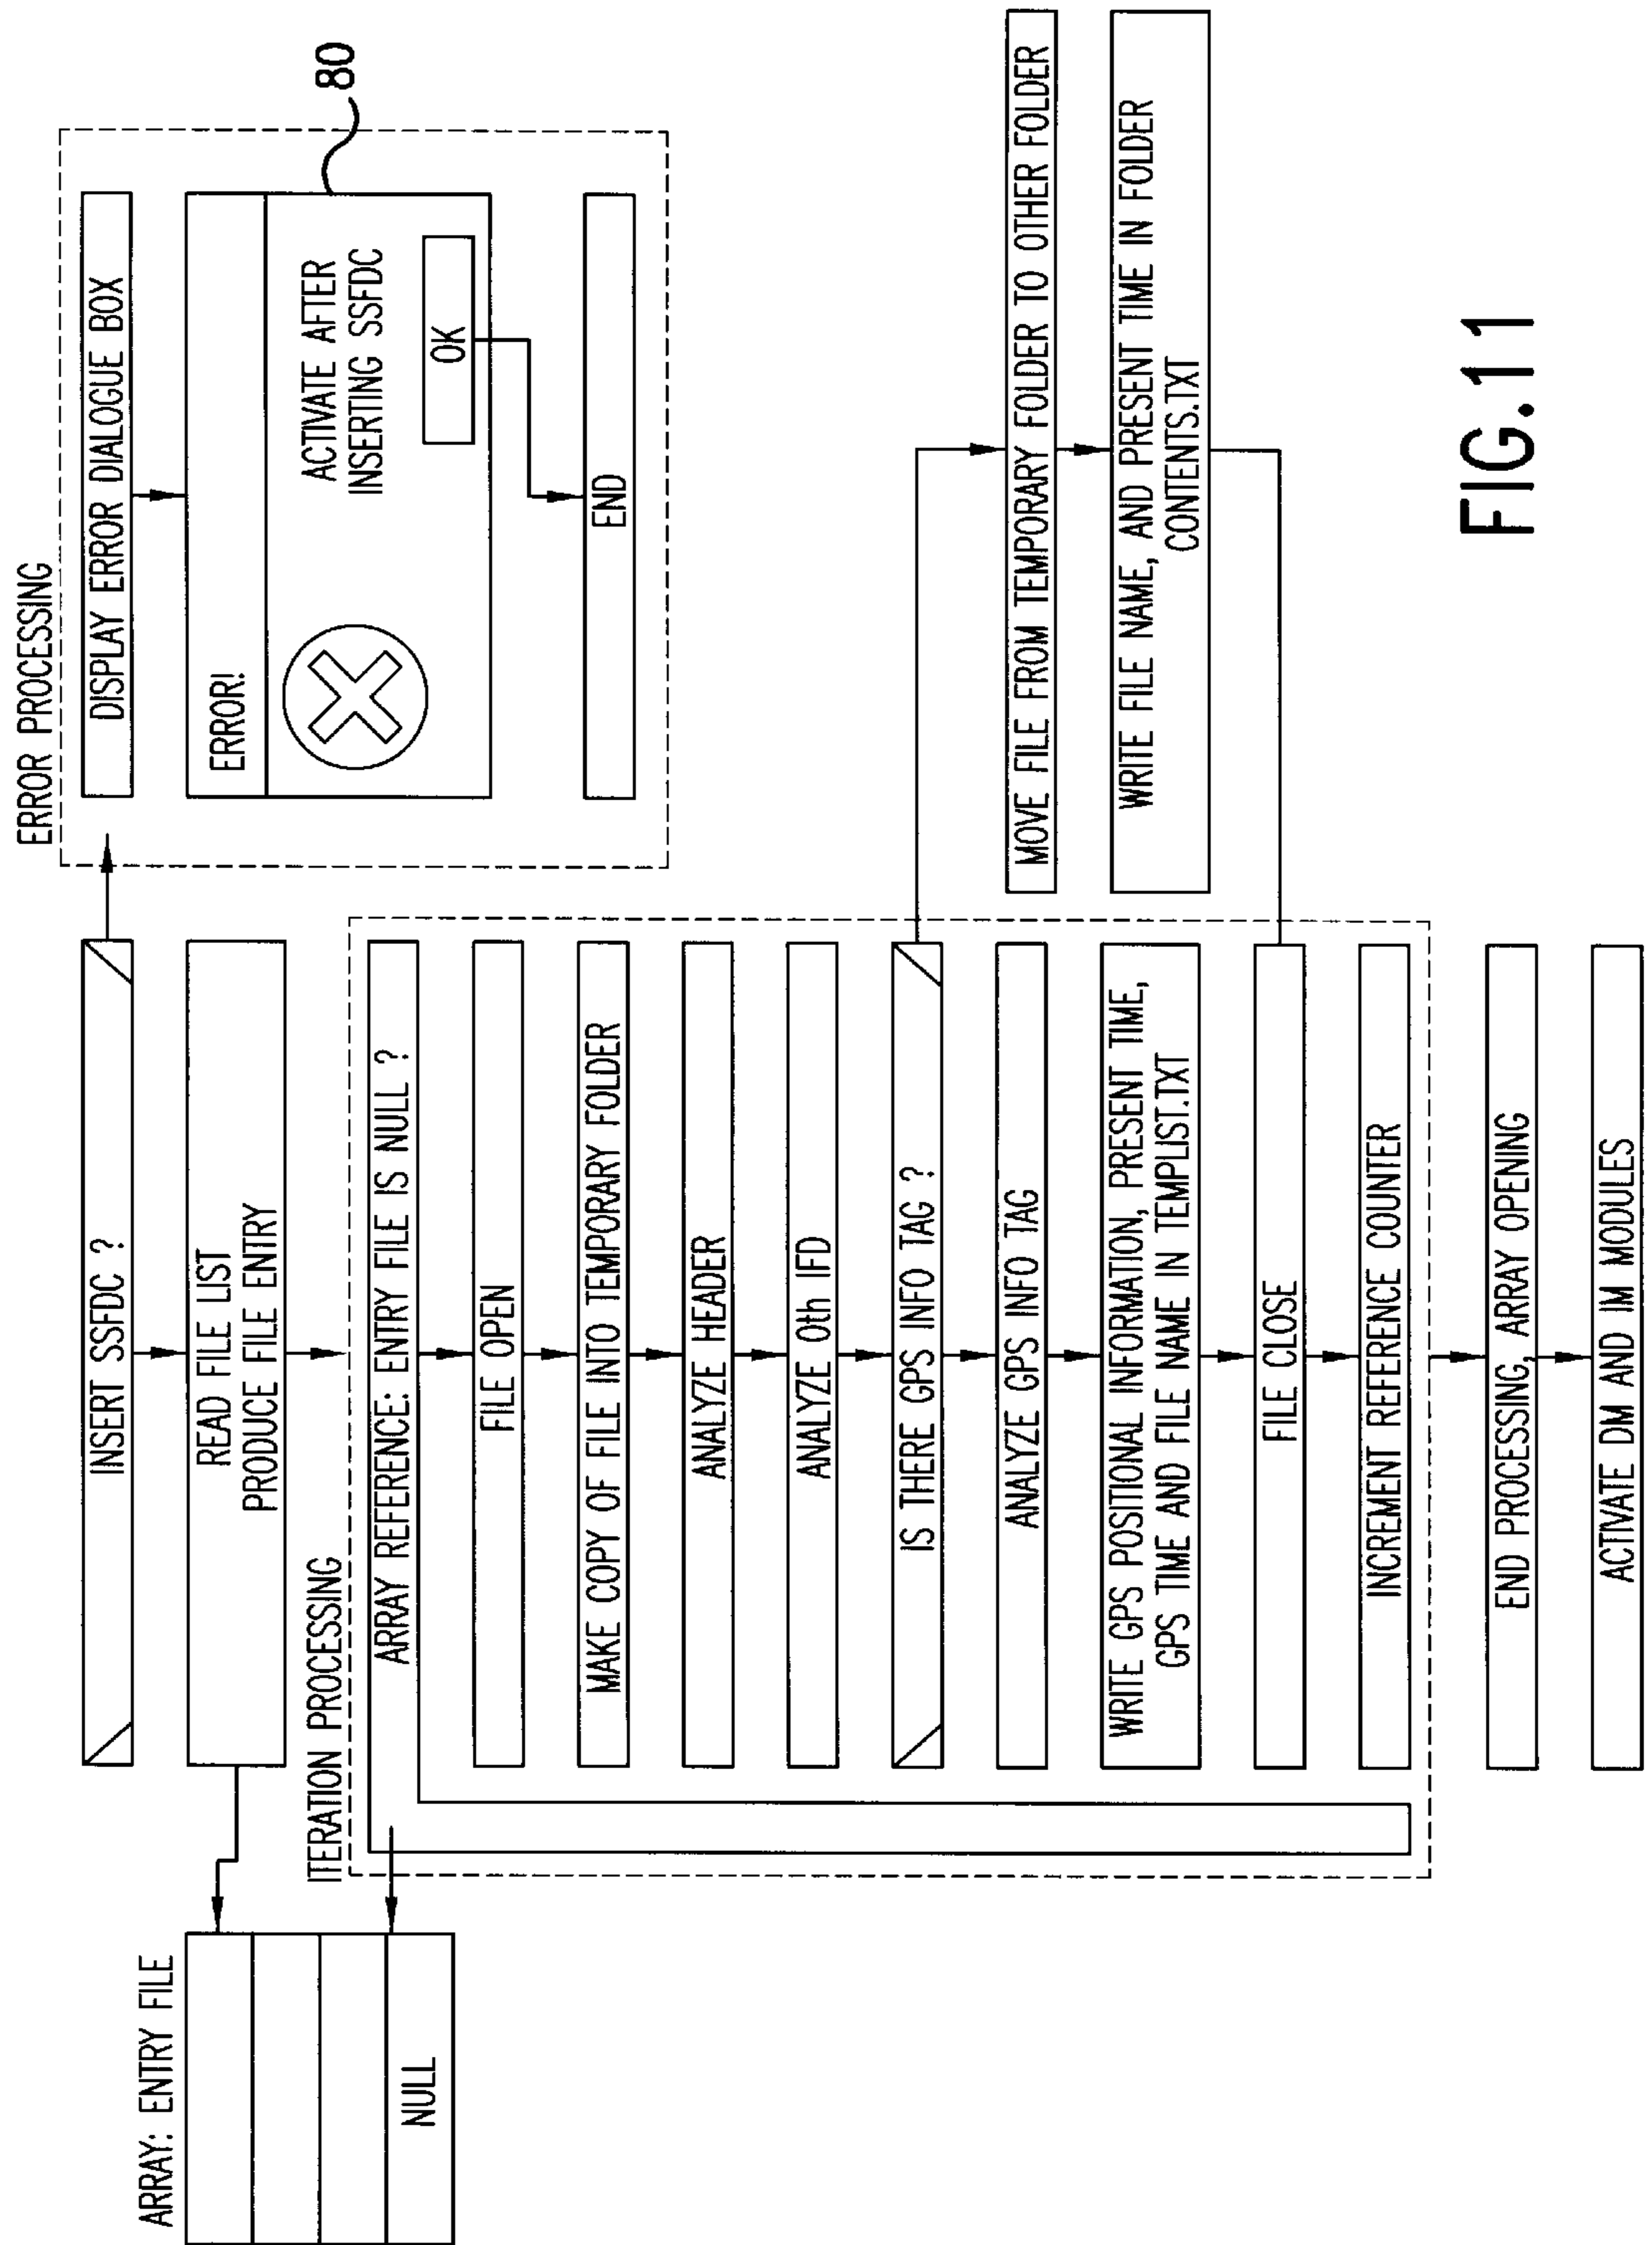 ARRAY: ENTRY FILE
NULL
INSERT SSFDC ?
READ FILE LIST
PRODUCE FILE ENTRY
ITERATION PROCESSING
ARRAY REFERENCE: ENTRY FILE IS NULL ?
FILE OPEN
MAKE COPY OF FILE INTO TEMPORARY FOLDER
ANALYZE HEADER
ANALYZE 0th IFD
IS THERE GPS INFO TAG ?
ANALYZE GPS INFO TAG
WRITE GPS POSITIONAL INFORMATION, PRESENT TIME,
GPS TIME AND FILE NAME IN TEMPLIST.TXT
FILE CLOSE
INCREMENT REFERENCE COUNTER
END PROCESSING, ARRAY OPENING
ACTIVATE DM AND IM MODULES
ERROR PROCESSING
DISPLAY ERROR DIALOGUE BOX
ERROR!
ACTIVATE AFTER
INSERTING SSFDC
OK
80
END
MOVE FILE FROM TEMPORARY FOLDER TO OTHER FOLDER
WRITE FILE NAME, AND PRESENT TIME IN FOLDER
CONTENTS.TXT
FIG.11